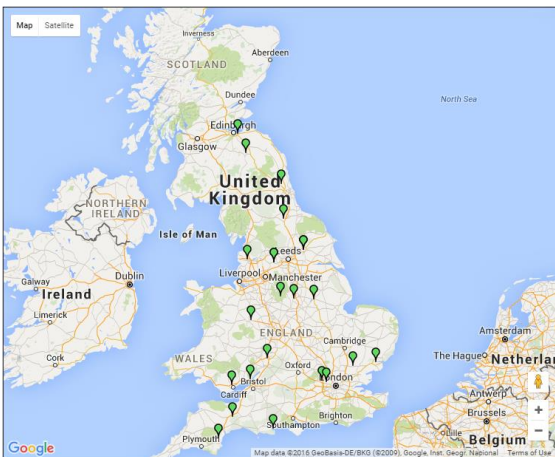 Map Satellite
Inverness
Aberdeen
SCOTLAND
Dundee
North Sea
Edinburgh
Glasgow
United
Kingdom
NORTHERN
IRELAND
Isle of Man
Leeds
Dublin
Liverpool
Manchester
Galway
Ireland
Limerick
ENGLAND
Cambridge
Amsterdam
Cork
WALES
The Hague
Netherla
Oxford
London
Bristol
Cardiff
Antwerp
Brighton
Southampton
Brussels
Plymouth
Lille
Belgium
+
−
Google
Map data ©2016 GeoBasis-DE/BKG (©2009), Google, Inst. Geogr. Nacional Terms of Use